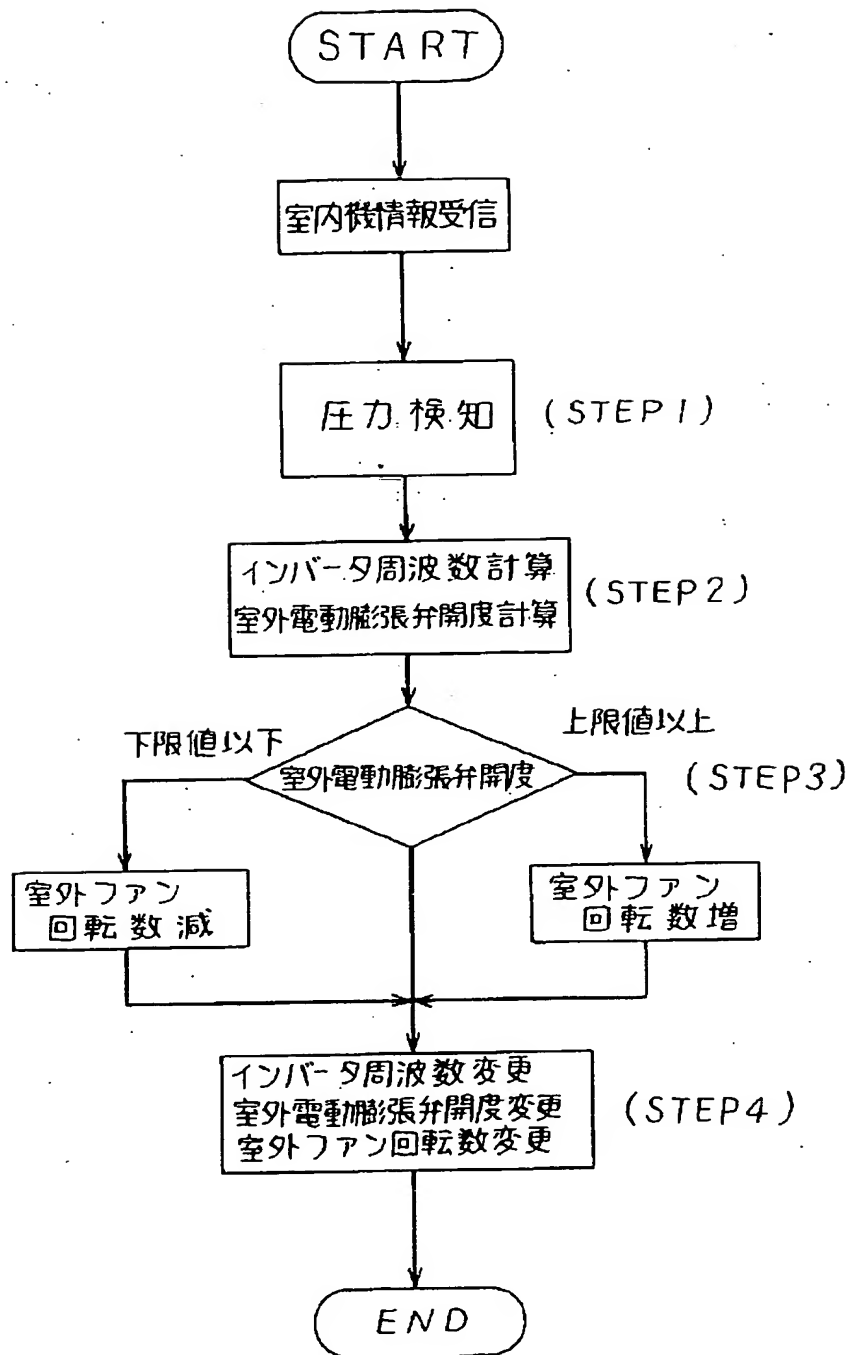 START
室内機情報受信
圧力検知
(STEP1)
インバータ周波数計算
室外電動膨張弁開度計算
(STEP2)
下限値以下
上限値以上
室外電動膨張弁開度
(STEP3)
室外ファン
回転数減
室外ファン
回転数増
インバータ周波数変更
室外電動膨張弁開度変更
室外ファン回転数変更
(STEP4)
END